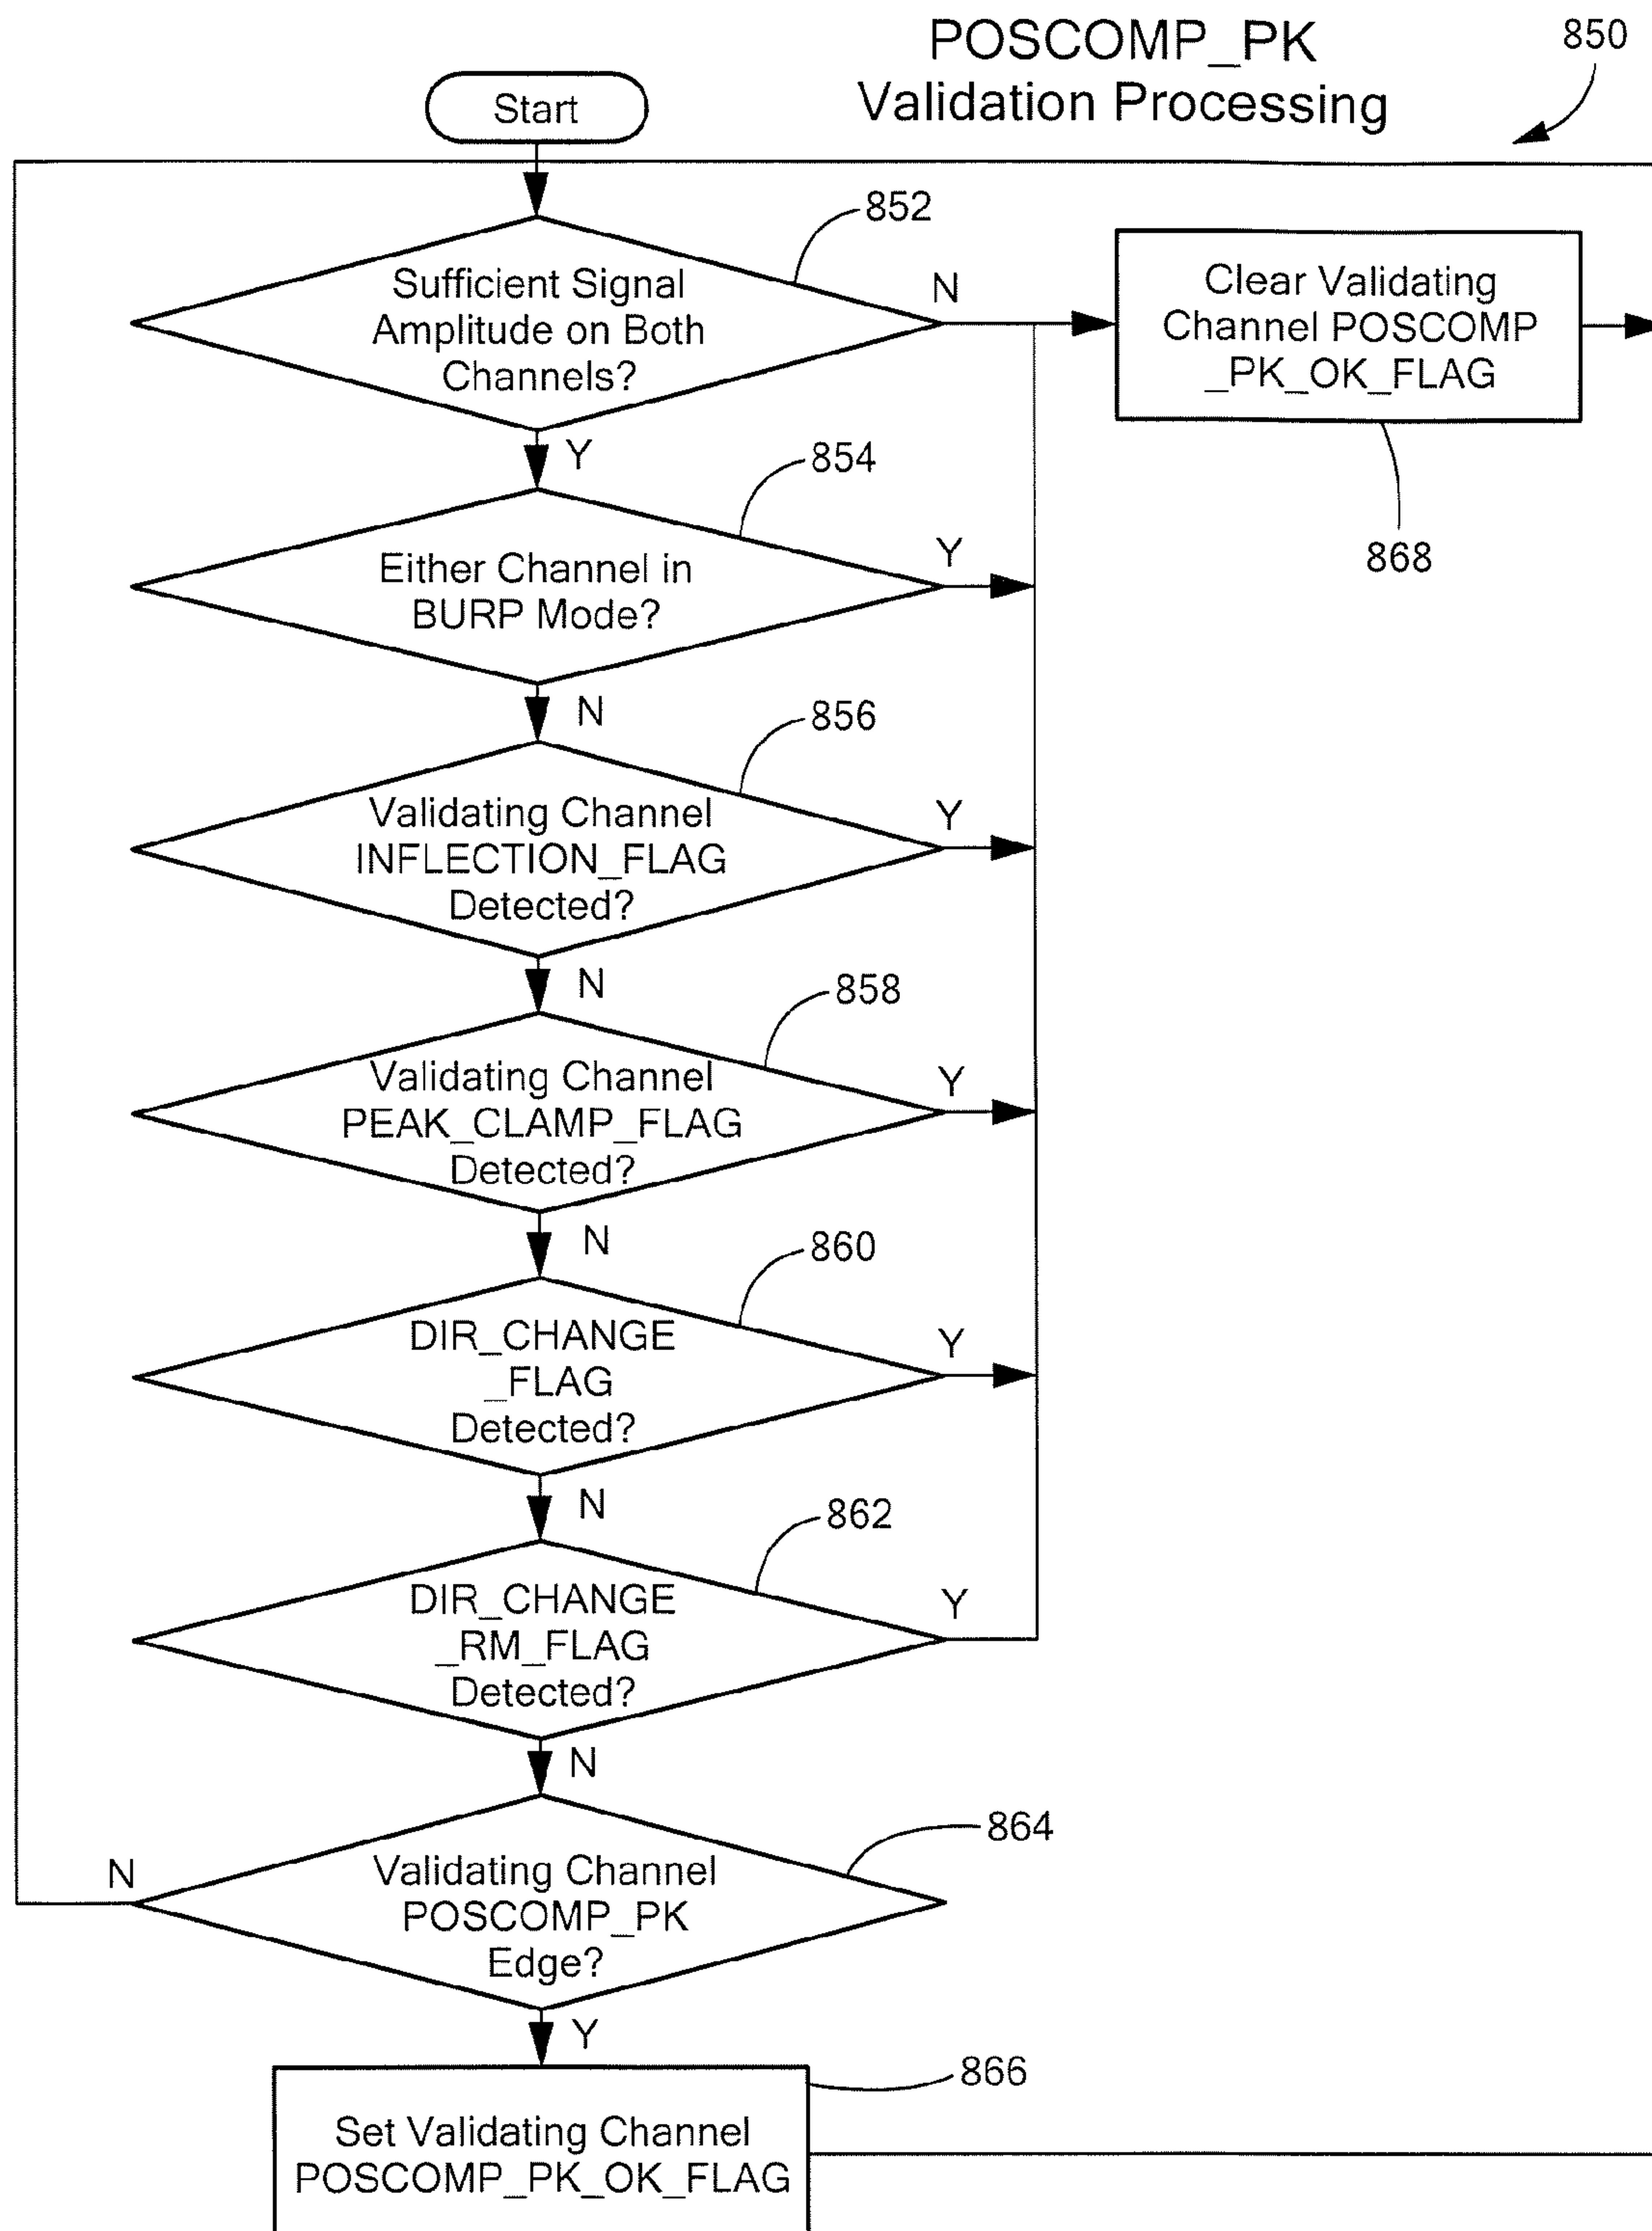 POSCOMP_PK
Validation Processing
850
Start
852
Sufficient Signal
Amplitude on Both
Channels?
N
Clear Validating
Channel POSCOMP
_PK_OK_FLAG
868
Y
854
Either Channel in
BURP Mode?
Y
N
856
Validating Channel
INFLECTION_FLAG
Detected?
Y
N
858
Validating Channel
PEAK_CLAMP_FLAG
Detected?
Y
N
860
DIR_CHANGE
_FLAG
Detected?
Y
N
862
DIR_CHANGE
_RM_FLAG
Detected?
Y
N
864
Validating Channel
POSCOMP_PK
Edge?
N
Y
866
Set Validating Channel
POSCOMP_PK_OK_FLAG